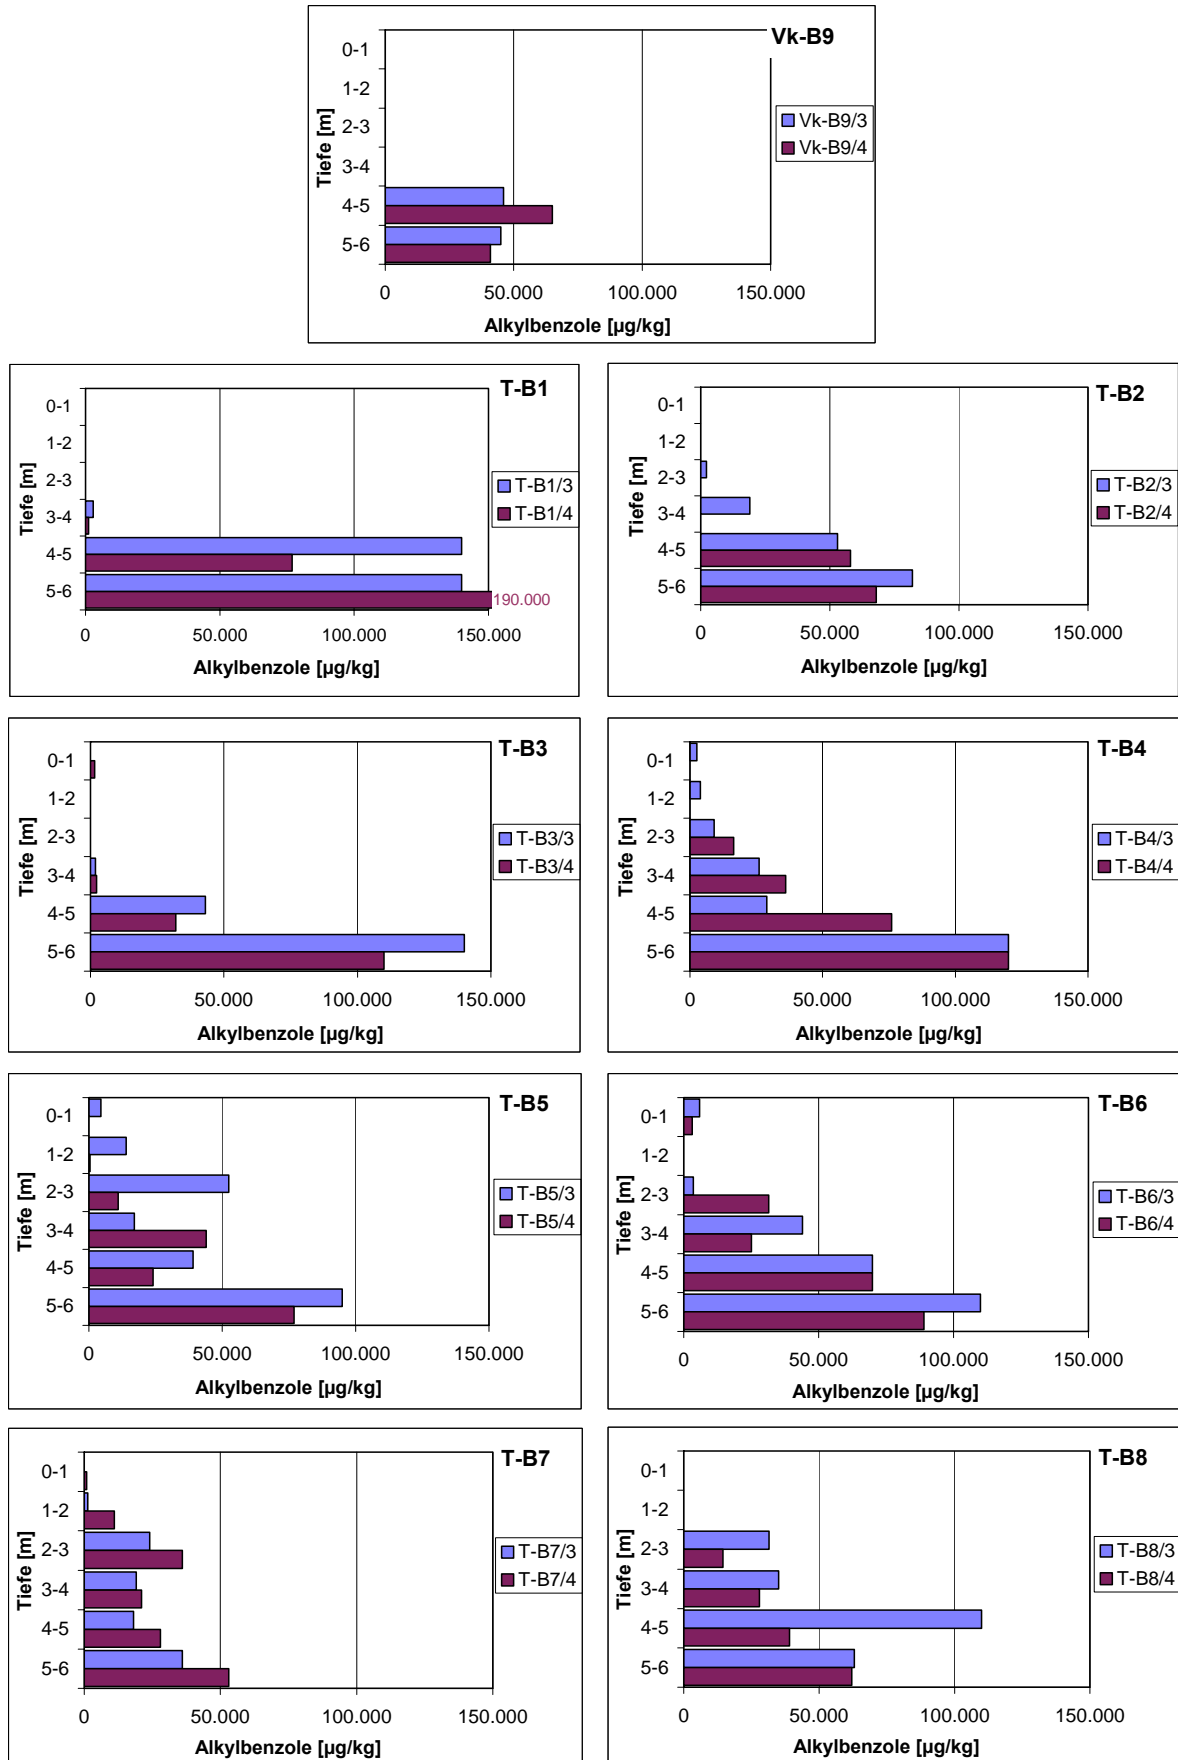 Vk-B9
Tiefe [m]
0-1
1-2
2-3
3-4
4-5
5-6
0 50.000 100.000 150.000
Alkylbenzole [µg/kg]
Vk-B9/3
Vk-B9/4
T-B1
Tiefe [m]
0-1
1-2
2-3
3-4
4-5
5-6
190.000
0 50.000 100.000 150.000
Alkylbenzole [µg/kg]
T-B1/3
T-B1/4
T-B2
Tiefe [m]
0-1
1-2
2-3
3-4
4-5
5-6
0 50.000 100.000 150.000
Alkylbenzole [µg/kg]
T-B2/3
T-B2/4
T-B3
Tiefe [m]
0-1
1-2
2-3
3-4
4-5
5-6
0 50.000 100.000 150.000
Alkylbenzole [µg/kg]
T-B3/3
T-B3/4
T-B4
Tiefe [m]
0-1
1-2
2-3
3-4
4-5
5-6
0 50.000 100.000 150.000
Alkylbenzole [µg/kg]
T-B4/3
T-B4/4
T-B5
Tiefe [m]
0-1
1-2
2-3
3-4
4-5
5-6
0 50.000 100.000 150.000
Alkylbenzole [µg/kg]
T-B5/3
T-B5/4
T-B6
Tiefe [m]
0-1
1-2
2-3
3-4
4-5
5-6
0 50.000 100.000 150.000
Alkylbenzole [µg/kg]
T-B6/3
T-B6/4
T-B7
Tiefe [m]
0-1
1-2
2-3
3-4
4-5
5-6
0 50.000 100.000 150.000
Alkylbenzole [µg/kg]
T-B7/3
T-B7/4
T-B8
Tiefe [m]
0-1
1-2
2-3
3-4
4-5
5-6
0 50.000 100.000 150.000
Alkylbenzole [µg/kg]
T-B8/3
T-B8/4